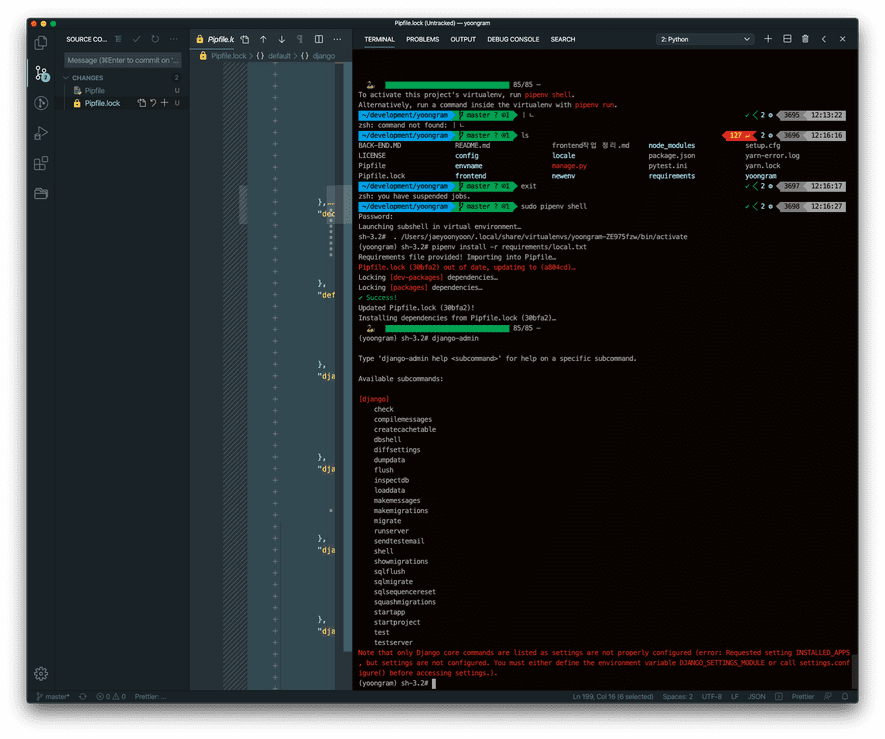 Pipfile.lock (Untracked) — yoongram
SOURCE CO...
Message (⌘Enter to commit on '...
CHANGES 2
Pipfile U
Pipfile.lock U
2
Pipfile.lc
Pipfile.lock > {} default > {} django
},…
"dec
},
"def
},
"dja
},
"dja
},
"dja
},
"dja
TERMINAL PROBLEMS OUTPUT DEBUG CONSOLE SEARCH 2: Python
85/85 —
To activate this project's virtualenv, run pipenv shell.
Alternatively, run a command inside the virtualenv with pipenv run.
~/development/yoongram master ? @1 ㅣㄴ ✓ 2 3695 12:13:22
zsh: command not found: ㅣㄴ
~/development/yoongram master ? @1 ls 127 ↵ 2 3696 12:16:16
BACK-END.MD README.md frontend작업 정리.md node_modules setup.cfg
LICENSE config locale package.json yarn-error.log
Pipfile envname manage.py pytest.ini yarn.lock
Pipfile.lock frontend newenv requirements yoongram
~/development/yoongram master ? @1 exit ✓ 2 3697 12:16:17
zsh: you have suspended jobs.
~/development/yoongram master ? @1 sudo pipenv shell ✓ 2 3698 12:16:27
Password:
Launching subshell in virtual environment…
sh-3.2# . /Users/jaeyoonyoon/.local/share/virtualenvs/yoongram-ZE975fzw/bin/activate
(yoongram) sh-3.2# pipenv install -r requirements/local.txt
Requirements file provided! Importing into Pipfile…
Pipfile.lock (30bfa2) out of date, updating to (a804cd)…
Locking [dev-packages] dependencies…
Locking [packages] dependencies…
✔ Success!
Updated Pipfile.lock (30bfa2)!
Installing dependencies from Pipfile.lock (30bfa2)…
85/85 —
(yoongram) sh-3.2# django-admin
Type 'django-admin help <subcommand>' for help on a specific subcommand.
Available subcommands:
[django]
check
compilemessages
createcachetable
dbshell
diffsettings
dumpdata
flush
inspectdb
loaddata
makemessages
makemigrations
migrate
runserver
sendtestemail
shell
showmigrations
sqlflush
sqlmigrate
sqlsequencereset
squashmigrations
startapp
startproject
test
testserver
Note that only Django core commands are listed as settings are not properly configured (error: Requested setting INSTALLED_APPS
, but settings are not configured. You must either define the environment variable DJANGO_SETTINGS_MODULE or call settings.conf
igure() before accessing settings.).
(yoongram) sh-3.2#
master* 0 0 Prettier: ... Ln 199, Col 16 (6 selected) Spaces: 2 UTF-8 LF JSON Prettier